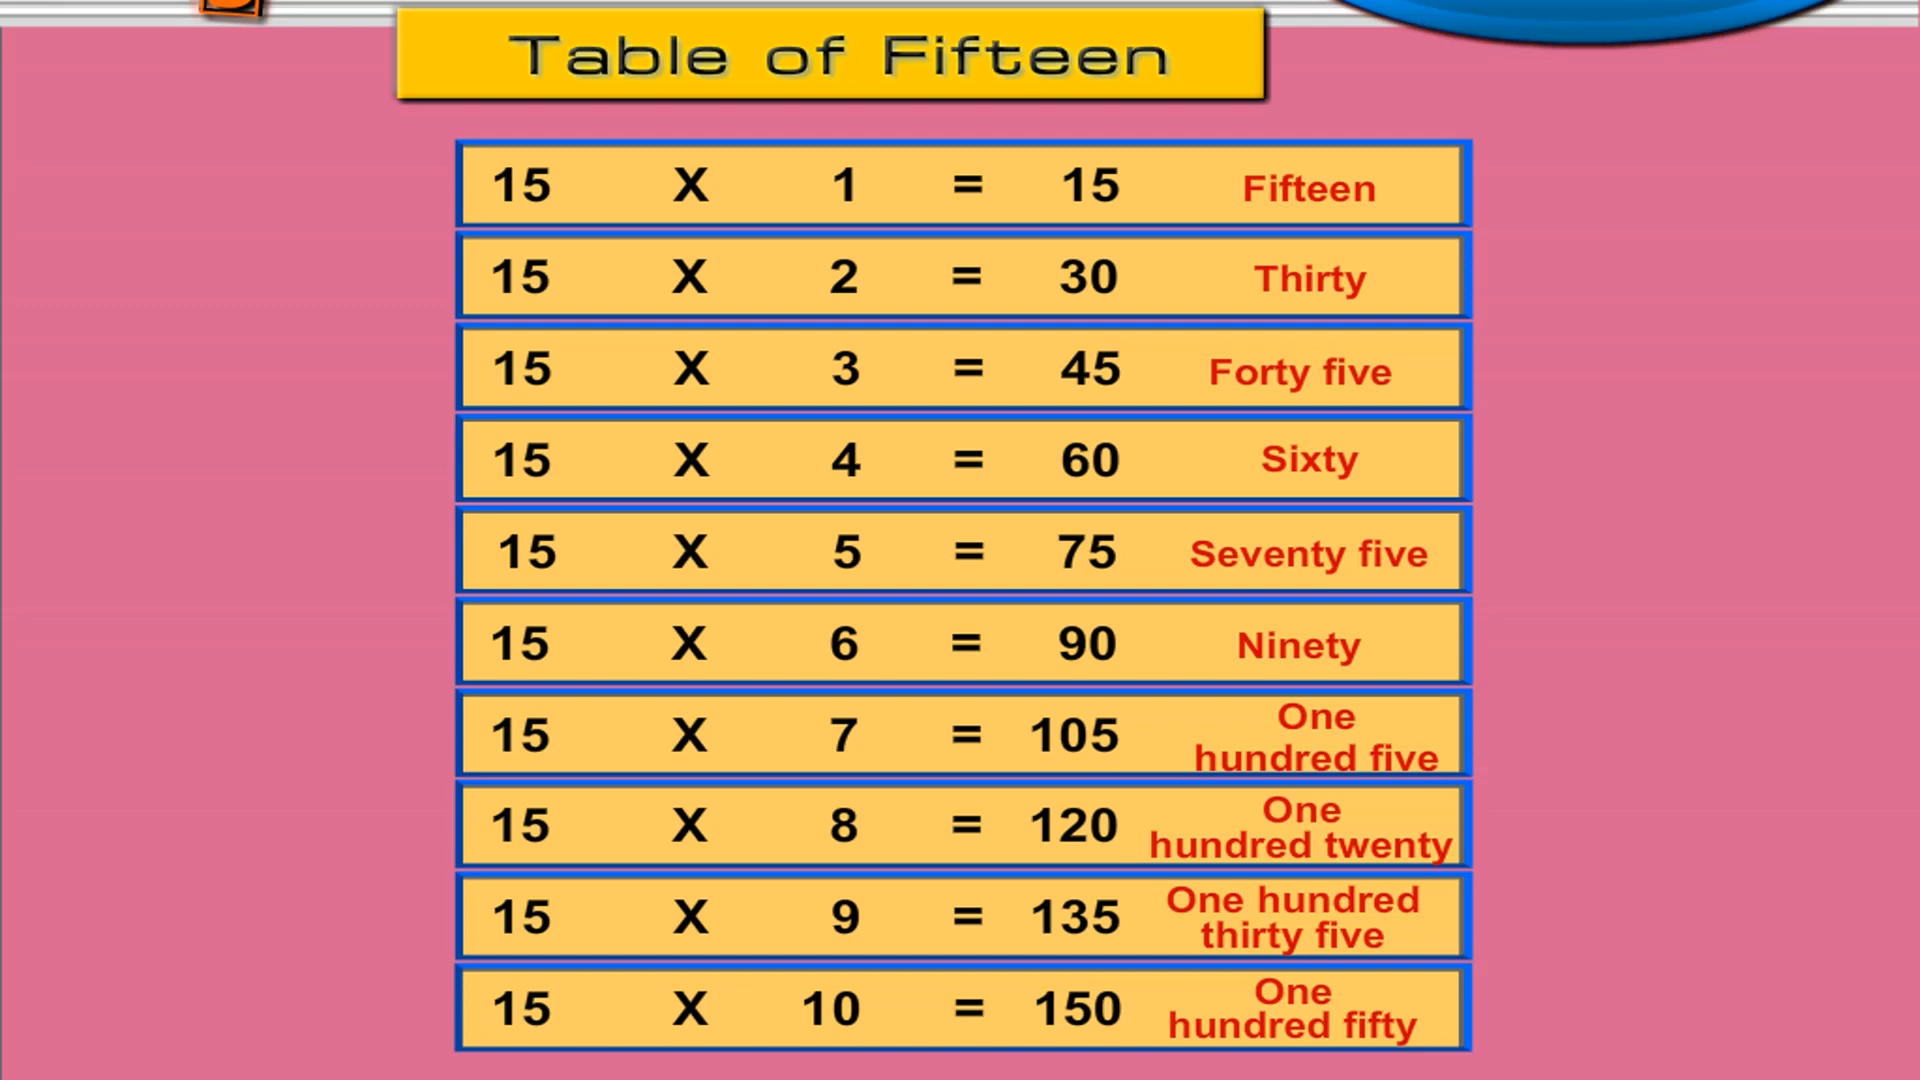 Table of Fifteen
15 X 1 = 15 Fifteen
15 X 2 = 30 Thirty
15 X 3 = 45 Forty five
15 X 4 = 60 Sixty
15 X 5 = 75 Seventy five
15 X 6 = 90 Ninety
15 X 7 = 105 One
hundred five
15 X 8 = 120 One
hundred twenty
15 X 9 = 135 One hundred
thirty five
15 X 10 = 150 One
hundred fifty